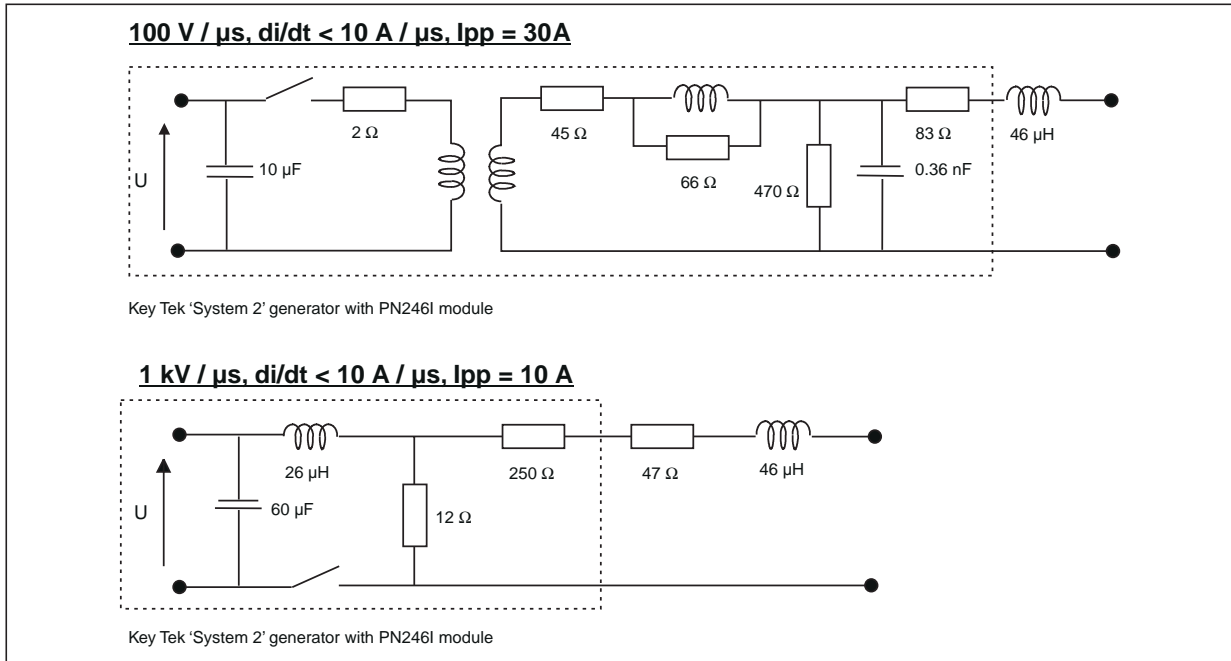 100 V / µs, di/dt < 10 A / µs, Ipp = 30A
2 Ω
45 Ω
66 Ω
470 Ω
83 Ω
46 µH
U
10 µF
0.36 nF
Key Tek ‘System 2’ generator with PN246I module
1 kV / µs, di/dt < 10 A / µs, Ipp = 10 A
26 µH
250 Ω
47 Ω
46 µH
U
60 µF
12 Ω
Key Tek ‘System 2’ generator with PN246I module